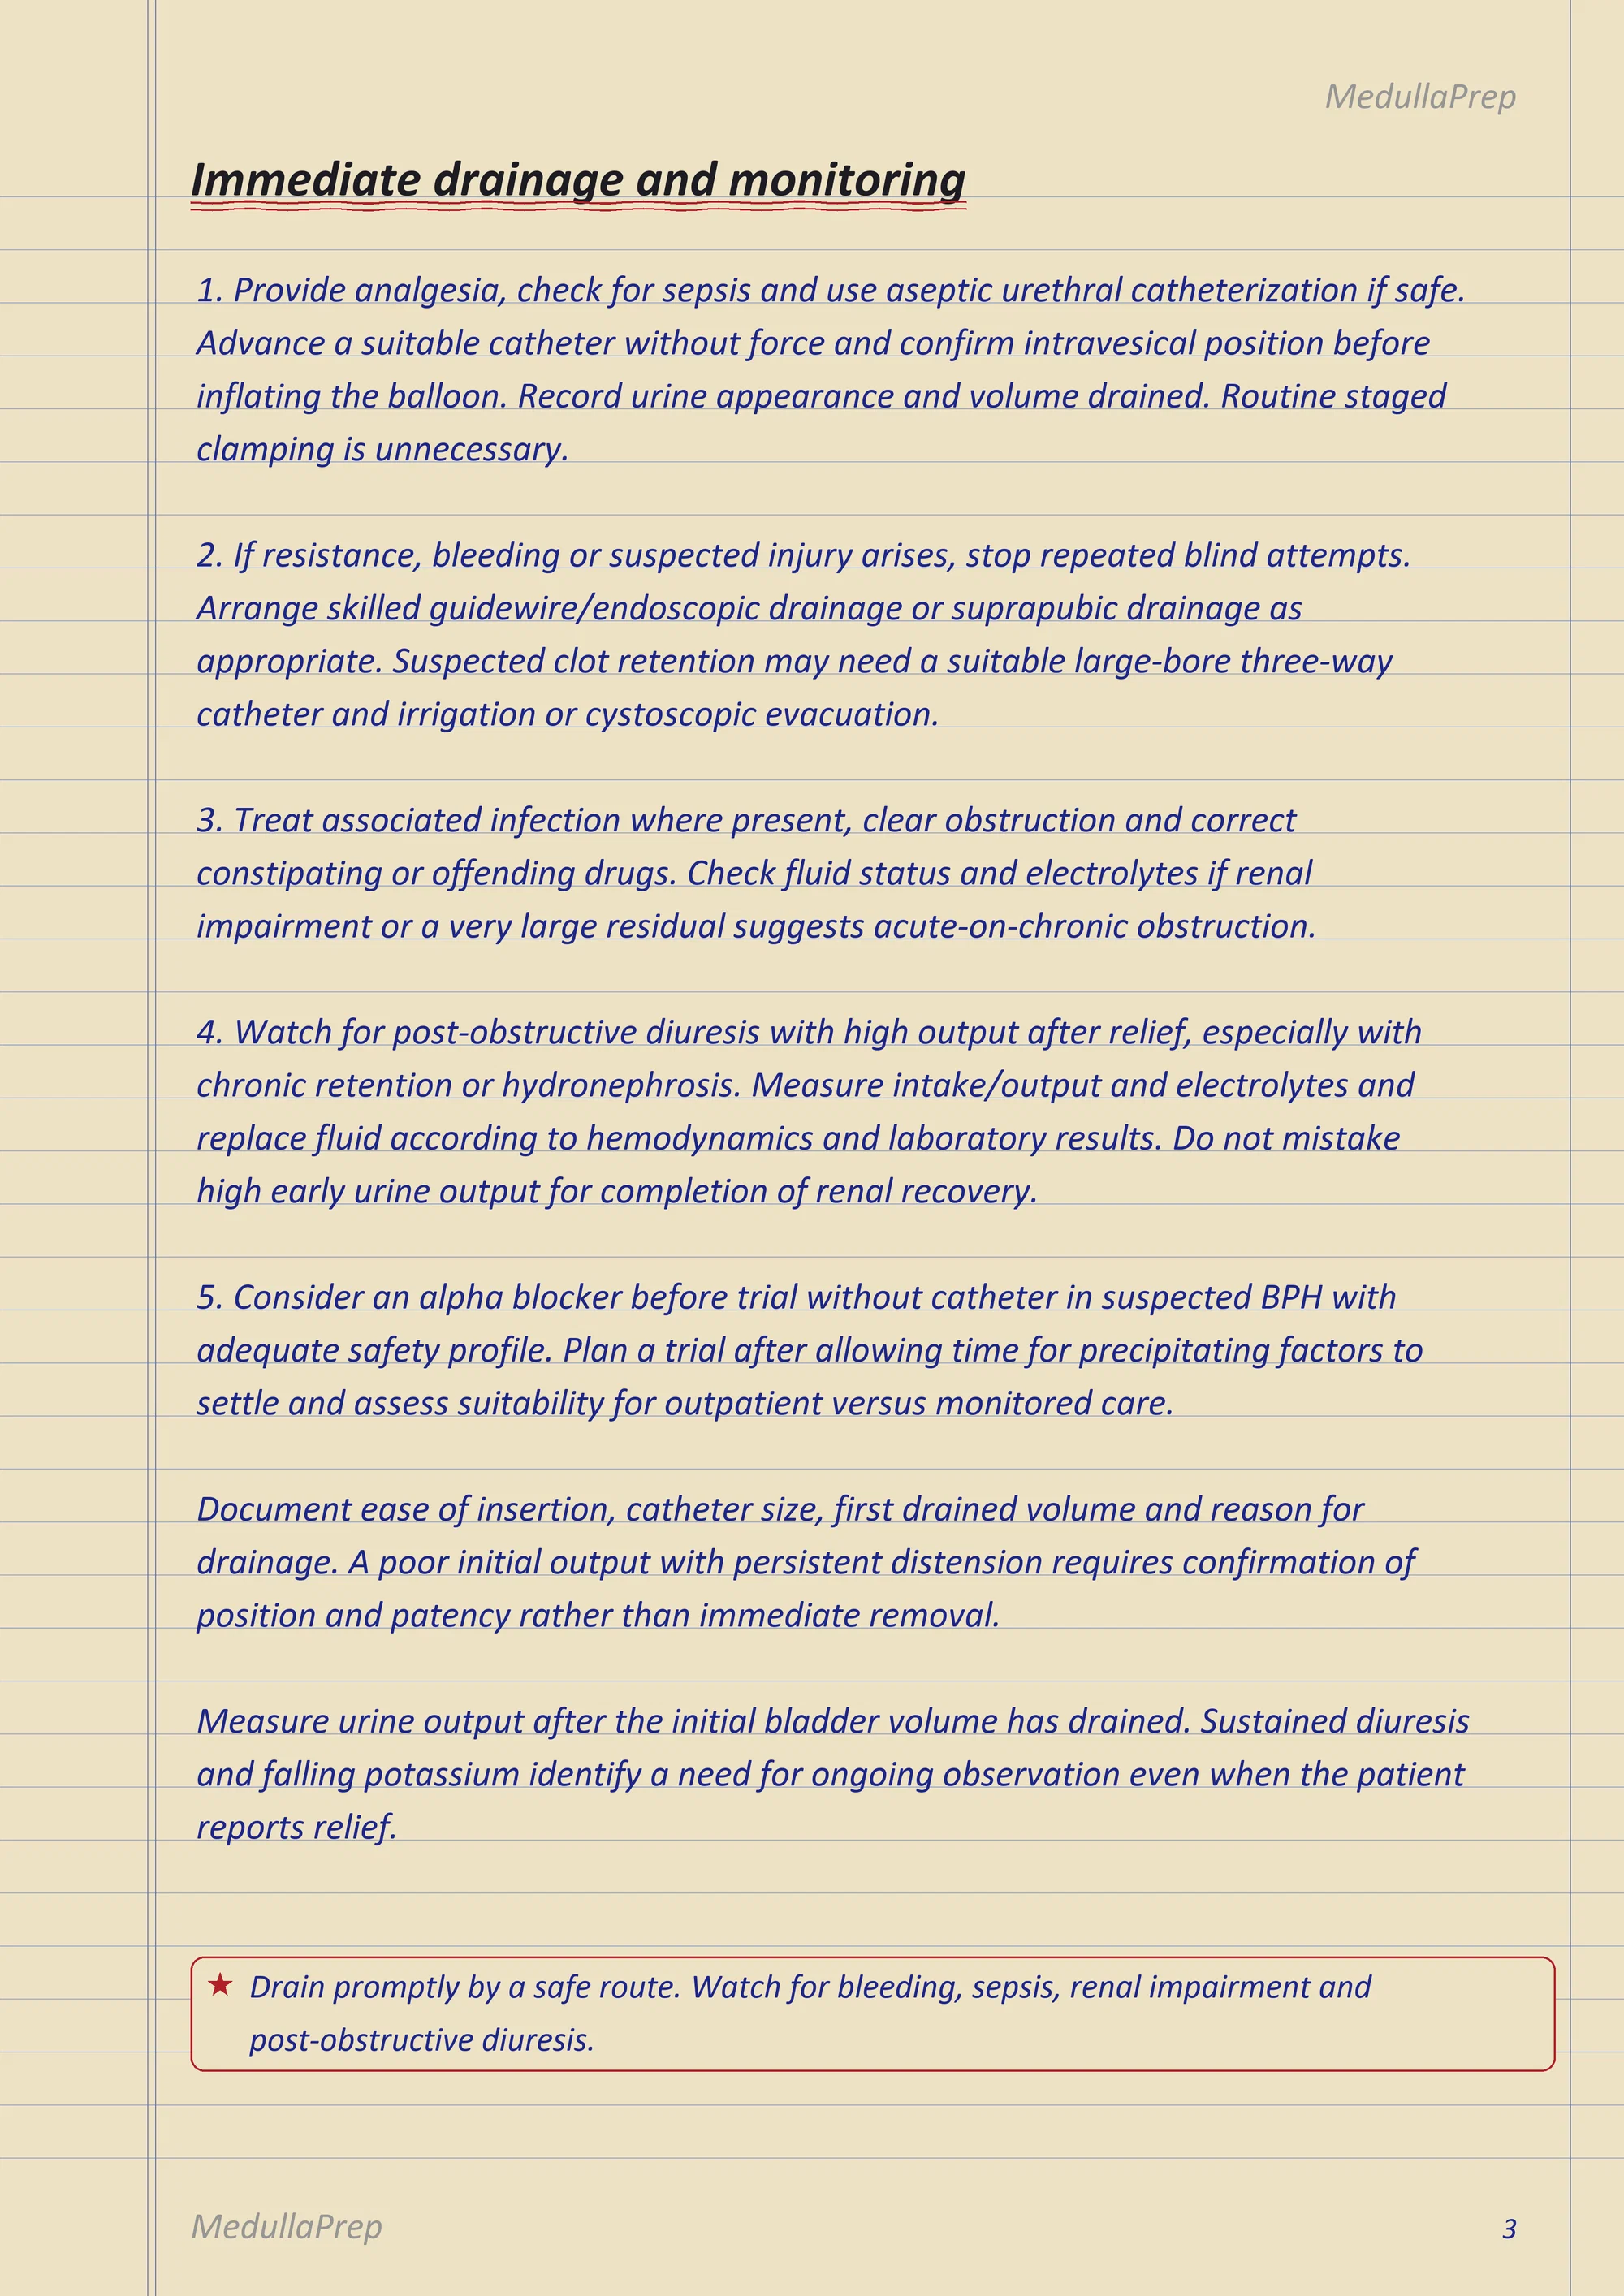 MedullaPrep
Immediate drainage and monitoring
1. Provide analgesia, check for sepsis and use aseptic urethral catheterization if safe.
Advance a suitable catheter without force and confirm intravesical position before
inflating the balloon. Record urine appearance and volume drained. Routine staged
clamping is unnecessary.
2. If resistance, bleeding or suspected injury arises, stop repeated blind attempts.
Arrange skilled guidewire/endoscopic drainage or suprapubic drainage as
appropriate. Suspected clot retention may need a suitable large-bore three-way
catheter and irrigation or cystoscopic evacuation.
3. Treat associated infection where present, clear obstruction and correct
constipating or offending drugs. Check fluid status and electrolytes if renal
impairment or a very large residual suggests acute-on-chronic obstruction.
4. Watch for post-obstructive diuresis with high output after relief, especially with
chronic retention or hydronephrosis. Measure intake/output and electrolytes and
replace fluid according to hemodynamics and laboratory results. Do not mistake
high early urine output for completion of renal recovery.
5. Consider an alpha blocker before trial without catheter in suspected BPH with
adequate safety profile. Plan a trial after allowing time for precipitating factors to
settle and assess suitability for outpatient versus monitored care.
Document ease of insertion, catheter size, first drained volume and reason for
drainage. A poor initial output with persistent distension requires confirmation of
position and patency rather than immediate removal.
Measure urine output after the initial bladder volume has drained. Sustained diuresis
and falling potassium identify a need for ongoing observation even when the patient
reports relief.
★ Drain promptly by a safe route. Watch for bleeding, sepsis, renal impairment and
post-obstructive diuresis.
MedullaPrep
3